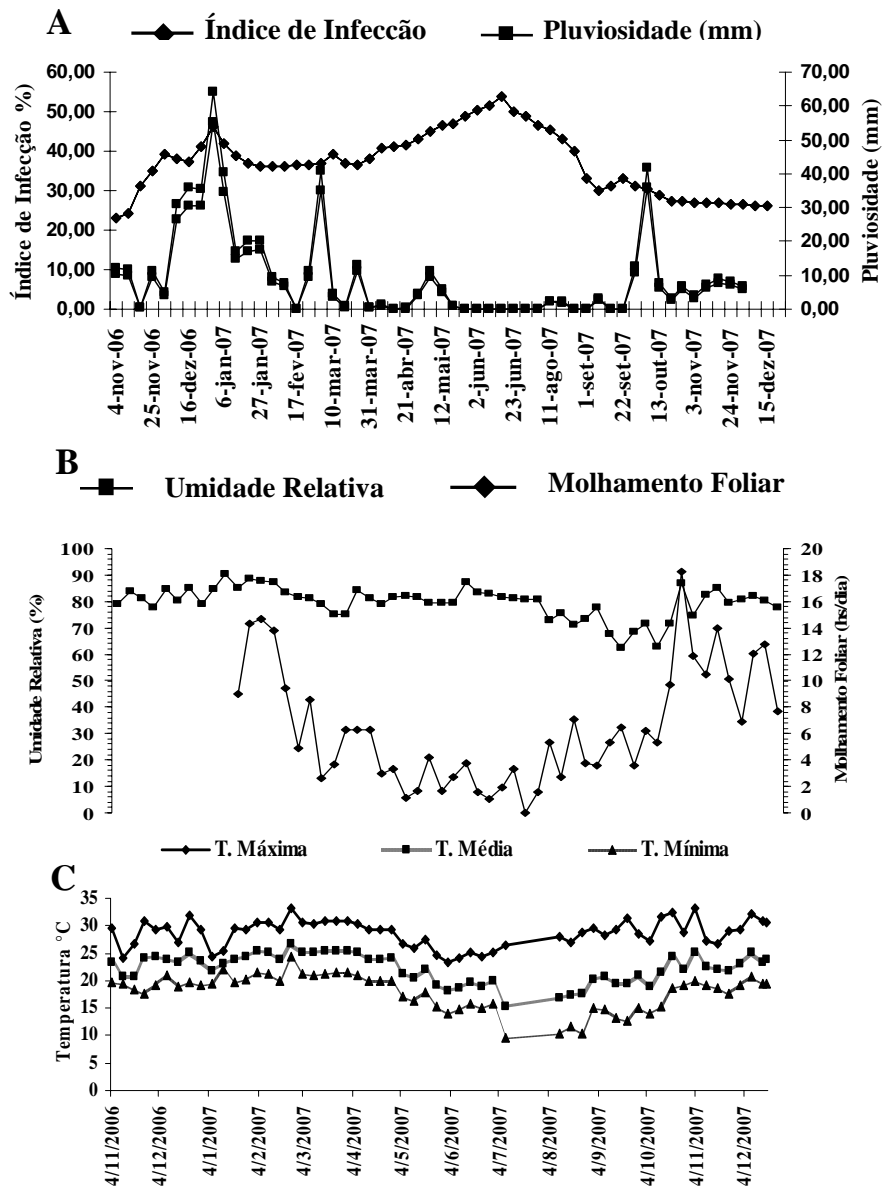 A
Índice de Infecção
Pluviosidade (mm)
Índice de Infecção %)
60,00
50,00
40,00
30,00
20,00
10,00
0,00
70,00
60,00
50,00
40,00
30,00
20,00
10,00
0,00
Pluviosidade (mm)
4-nov-06
25-nov-06
16-dez-06
6-jan-07
27-jan-07
17-fev-07
10-mar-07
31-mar-07
21-abr-07
12-mai-07
2-jun-07
23-jun-07
11-ago-07
1-set-07
22-set-07
13-out-07
3-nov-07
24-nov-07
15-dez-07
B
Umidade Relativa
Molhamento Foliar
Umidade Relativa (%)
100
90
80
70
60
50
40
30
20
10
0
20
18
16
14
12
10
8
6
4
2
0
Molhamento Foliar (hs/dia)
T. Máxima
T. Média
T. Mínima
C
Temperatura °C
35
30
25
20
15
10
5
0
4/11/2006
4/12/2006
4/1/2007
4/2/2007
4/3/2007
4/4/2007
4/5/2007
4/6/2007
4/7/2007
4/8/2007
4/9/2007
4/10/2007
4/11/2007
4/12/2007